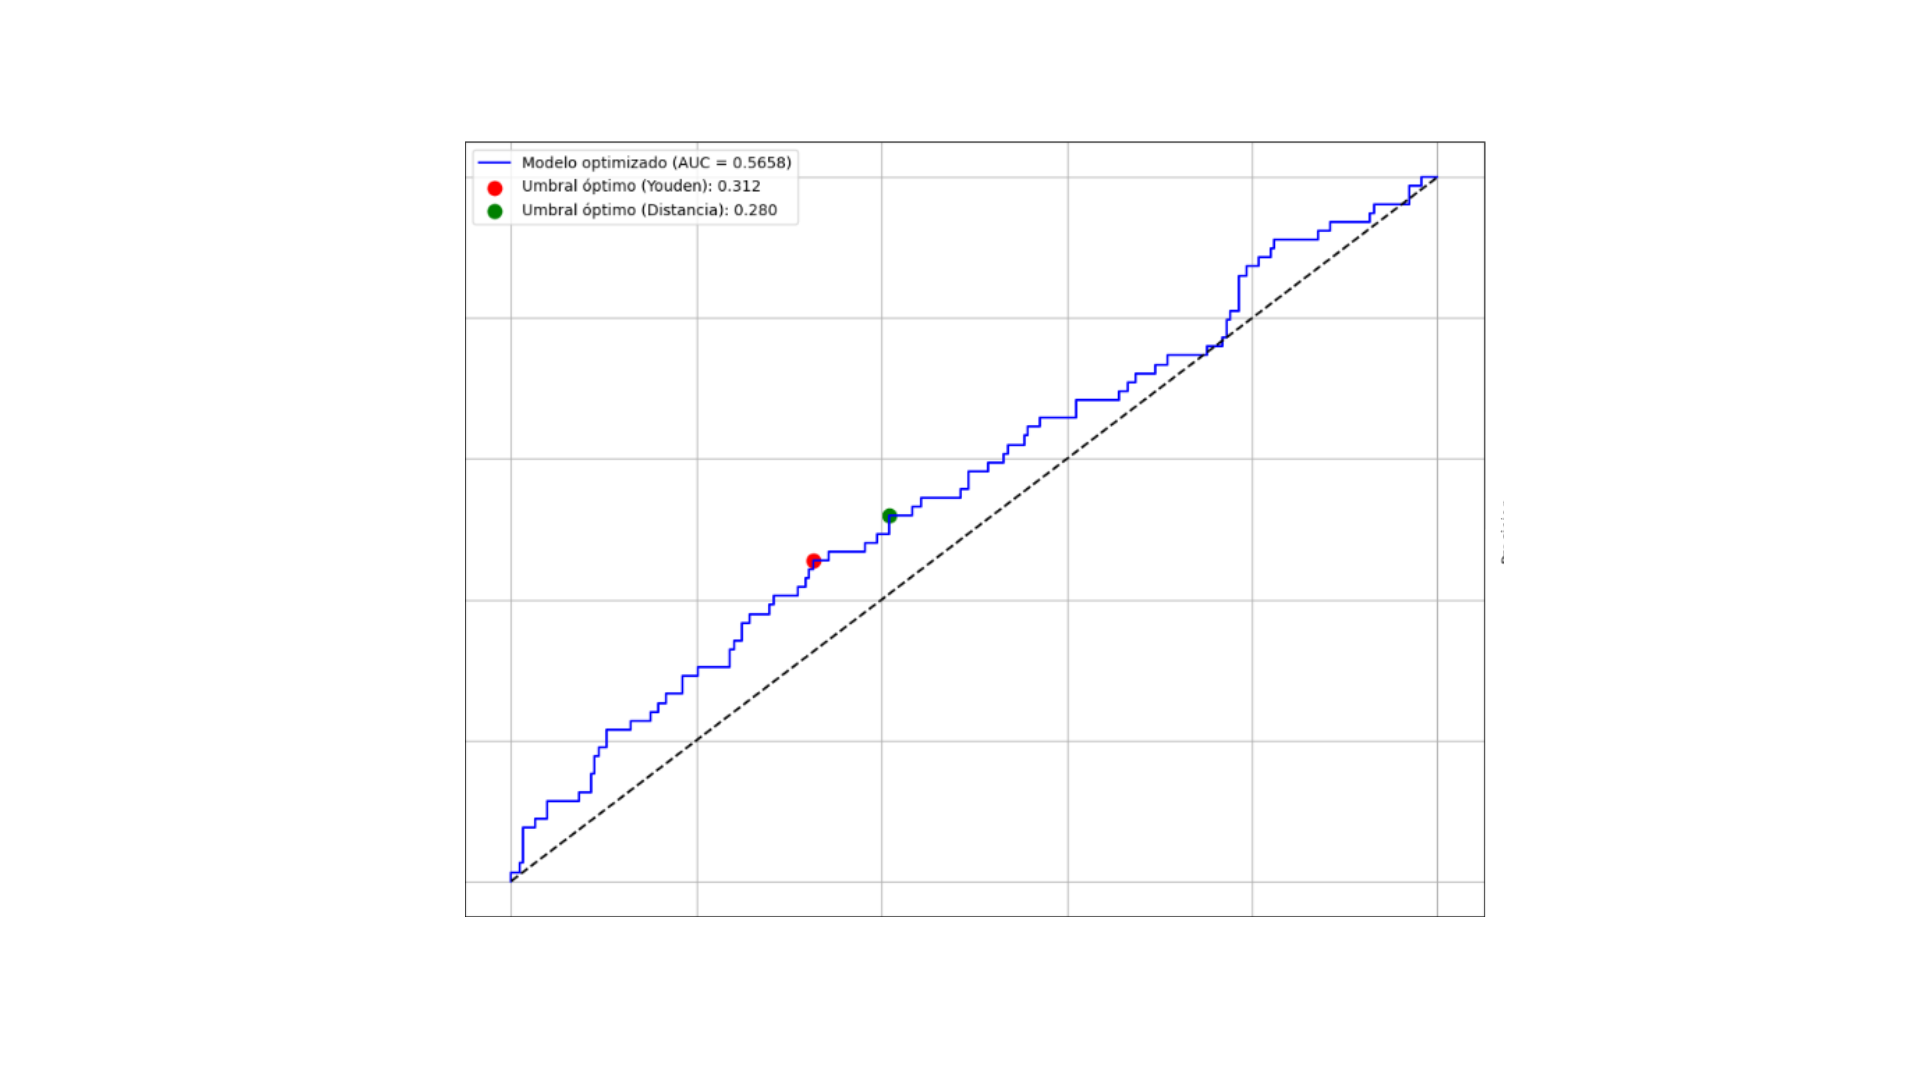 Modelo optimizado (AUC = 0.5658)
Umbral óptimo (Youden): 0.312
Umbral óptimo (Distancia): 0.280